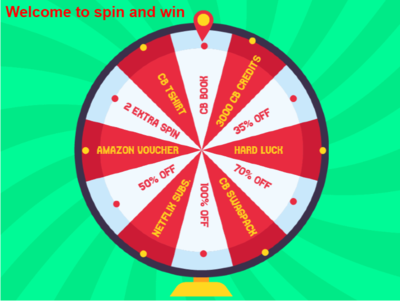 Welcome to spin and win
CB BOOK
3000 CB CREDITS
35% OFF
HARD LUCK
70% OFF
CB SWAGPACK
100% OFF
NETFLIX SUBS.
50% OFF
AMAZON VOUCHER
2 EXTRA SPIN
CB TSHIRT